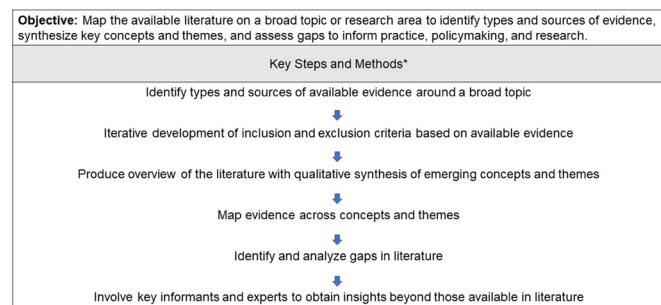 Objective: Map the available literature on a broad topic or research area to identify types and sources of evidence,
synthesize key concepts and themes, and assess gaps to inform practice, policymaking, and research.
Key Steps and Methods*
Identify types and sources of available evidence around a broad topic
Iterative development of inclusion and exclusion criteria based on available evidence
Produce overview of the literature with qualitative synthesis of emerging concepts and themes
Map evidence across concepts and themes
Identify and analyze gaps in literature
Involve key informants and experts to obtain insights beyond those available in literature